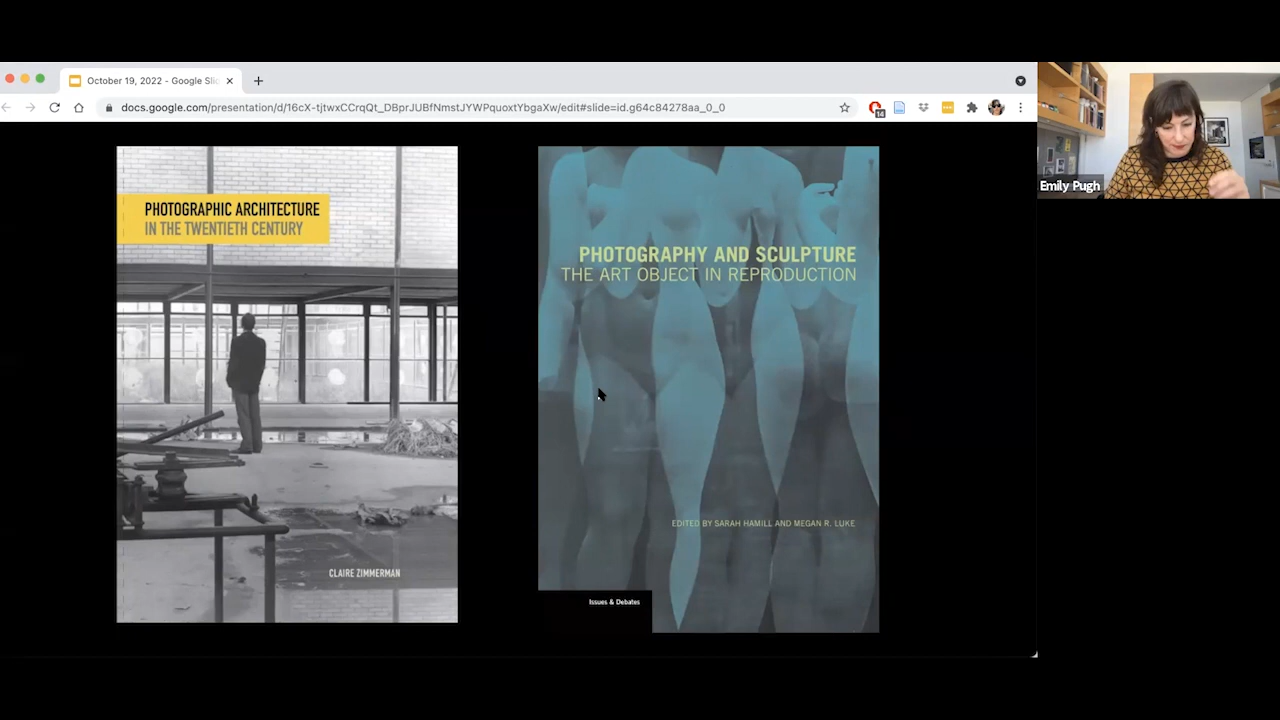 October 19, 2022 - Google Slic
docs.google.com/presentation/d/16cX-tjtwxCCrqQt_DBprJUBfNmstJYWPquoxtYbgaXw/edit#slide=id.g64c84278aa_0_0
14
Emily Pugh
PHOTOGRAPHIC ARCHITECTURE
IN THE TWENTIETH CENTURY
CLAIRE ZIMMERMAN
PHOTOGRAPHY AND SCULPTURE
THE ART OBJECT IN REPRODUCTION
EDITED BY SARAH HAMILL AND MEGAN R. LUKE
Issues & Debates